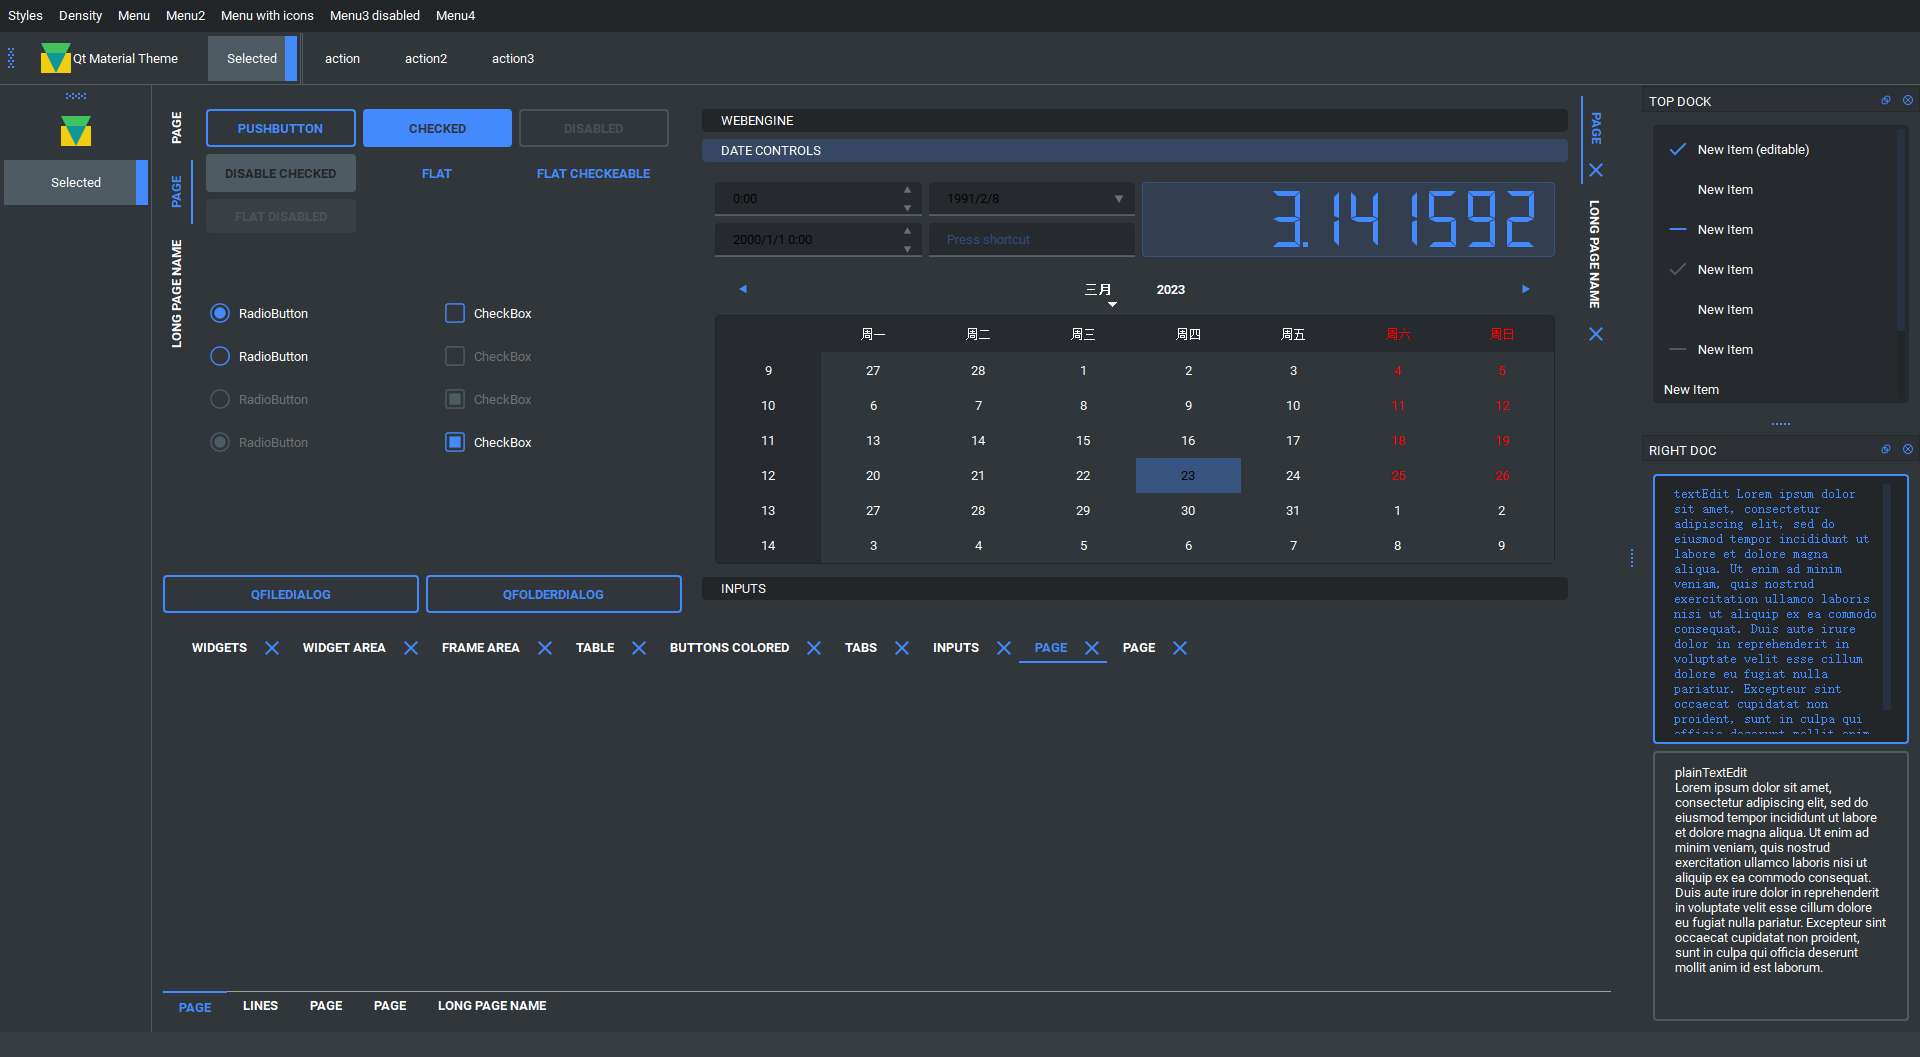 Styles Density Menu Menu2 Menu with icons Menu3 disabled Menu4
Qt Material Theme Selected action action2 action3
Selected
PAGE
PAGE
LONG PAGE NAME
PUSHBUTTON CHECKED DISABLED
DISABLE CHECKED FLAT FLAT CHECKEABLE
FLAT DISABLED
RadioButton CheckBox
RadioButton CheckBox
RadioButton CheckBox
RadioButton CheckBox
QFILEDIALOG QFOLDERDIALOG
WEBENGINE
DATE CONTROLS
0:00 1991/2/8
2000/1/1 0:00 Press shortcut
3.141592
三月 2023
周一 周二 周三 周四 周五 周六 周日
9 27 28 1 2 3 4 5
10 6 7 8 9 10 11 12
11 13 14 15 16 17 18 19
12 20 21 22 23 24 25 26
13 27 28 29 30 31 1 2
14 3 4 5 6 7 8 9
INPUTS
PAGE
LONG PAGE NAME
WIDGETS WIDGET AREA FRAME AREA TABLE BUTTONS COLORED TABS INPUTS PAGE PAGE
PAGE LINES PAGE PAGE LONG PAGE NAME
TOP DOCK
New Item (editable)
New Item
New Item
New Item
New Item
New Item
New Item
RIGHT DOC
textEdit Lorem ipsum dolor
sit amet, consectetur
adipiscing elit, sed do
eiusmod tempor incididunt ut
labore et dolore magna
aliqua. Ut enim ad minim
veniam, quis nostrud
exercitation ullamco laboris
nisi ut aliquip ex ea commodo
consequat. Duis aute irure
dolor in reprehenderit in
voluptate velit esse cillum
dolore eu fugiat nulla
pariatur. Excepteur sint
occaecat cupidatat non
proident, sunt in culpa qui
officia deserunt mollit anim
plainTextEdit
Lorem ipsum dolor sit amet,
consectetur adipiscing elit, sed do
eiusmod tempor incididunt ut labore
et dolore magna aliqua. Ut enim ad
minim veniam, quis nostrud
exercitation ullamco laboris nisi ut
aliquip ex ea commodo consequat.
Duis aute irure dolor in reprehenderit
in voluptate velit esse cillum dolore
eu fugiat nulla pariatur. Excepteur sint
occaecat cupidatat non proident,
sunt in culpa qui officia deserunt
mollit anim id est laborum.